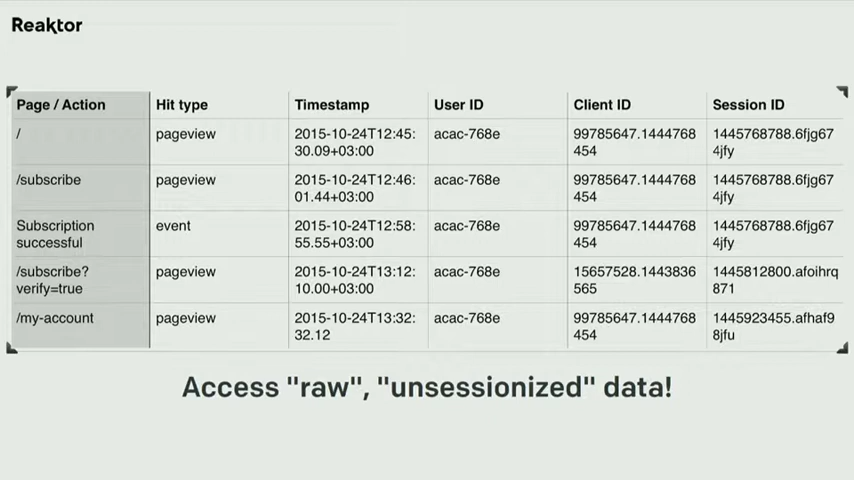 Reaktor
Page / Action Hit type Timestamp User ID Client ID Session ID
/ pageview 2015-10-24T12:45: acac-768e 99785647.1444768 1445768788.6fjg67
30.09+03:00 454 4jfy
/subscribe pageview 2015-10-24T12:46: acac-768e 99785647.1444768 1445768788.6fjg67
01.44+03:00 454 4jfy
Subscription event 2015-10-24T12:58: acac-768e 99785647.1444768 1445768788.6fjg67
successful 55.55+03:00 454 4jfy
/subscribe? pageview 2015-10-24T13:12: acac-768e 15657528.1443836 1445812800.afoihrq
verify=true 10.00+03:00 565 871
/my-account pageview 2015-10-24T13:32: acac-768e 99785647.1444768 1445923455.afhaf9
32.12 454 8jfu
Access "raw", "unsessionized" data!